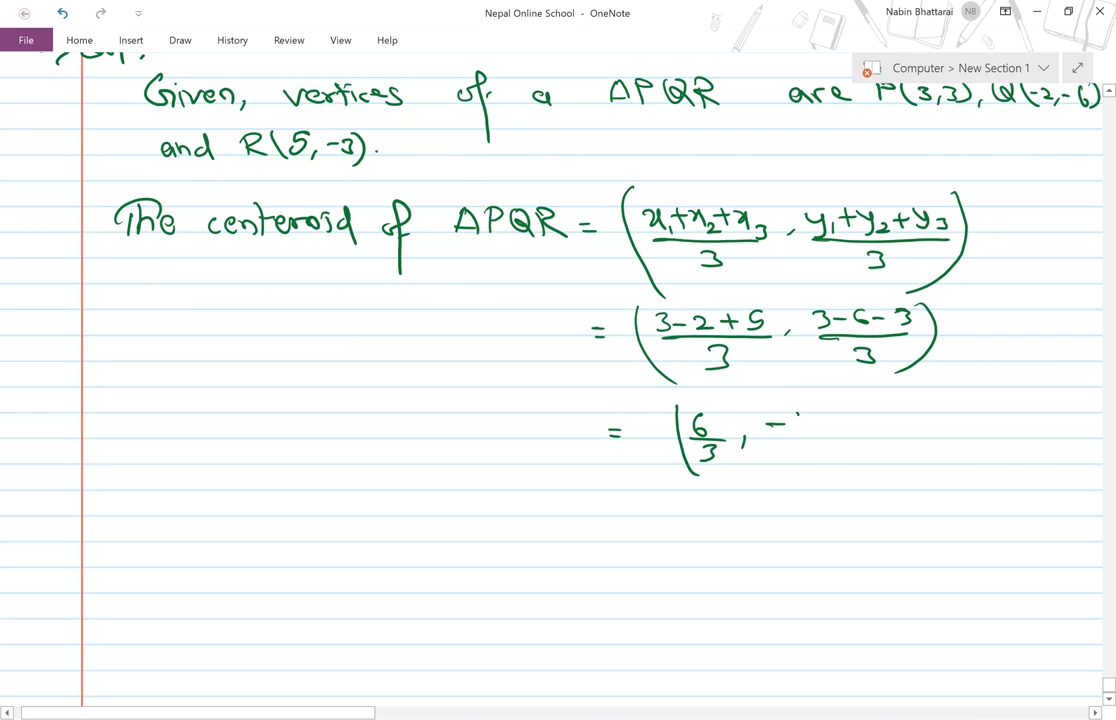 Nepal Online School - OneNote
Nabin Bhattarai NB
File Home Insert Draw History Review View Help
Computer > New Section 1
Given, vertices of a ΔPQR are P(3,3), Q(-2,-6)
and R(5,-3).
The centeroid of ΔPQR = (x₁+x₂+x₃/3, y₁+y₂+y₃/3)
= (3-2+5/3, 3-6-3/3)
= (6/3, -